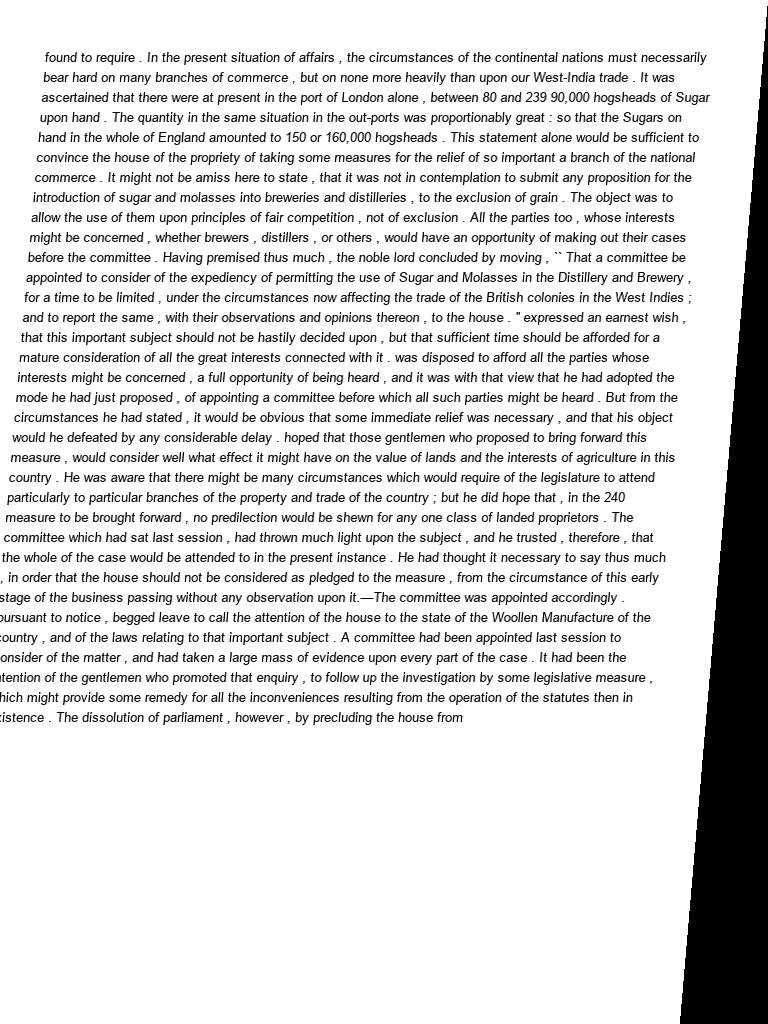 found to require . In the present situation of affairs , the circumstances of the continental nations must necessarily
bear hard on many branches of commerce , but on none more heavily than upon our West-India trade . It was
ascertained that there were at present in the port of London alone , between 80 and 239 90,000 hogsheads of Sugar
upon hand . The quantity in the same situation in the out-ports was proportionably great : so that the Sugars on
hand in the whole of England amounted to 150 or 160,000 hogsheads . This statement alone would be sufficient to
convince the house of the propriety of taking some measures for the relief of so important a branch of the national
commerce . It might not be amiss here to state , that it was not in contemplation to submit any proposition for the
introduction of sugar and molasses into breweries and distilleries , to the exclusion of grain . The object was to
allow the use of them upon principles of fair competition , not of exclusion . All the parties too , whose interests
might be concerned , whether brewers , distillers , or others , would have an opportunity of making out their cases
before the committee . Having premised thus much , the noble lord concluded by moving , `` That a committee be
appointed to consider of the expediency of permitting the use of Sugar and Molasses in the Distillery and Brewery ,
for a time to be limited , under the circumstances now affecting the trade of the British colonies in the West Indies ;
and to report the same , with their observations and opinions thereon , to the house . " expressed an earnest wish ,
that this important subject should not be hastily decided upon , but that sufficient time should be afforded for a
mature consideration of all the great interests connected with it . was disposed to afford all the parties whose
interests might be concerned , a full opportunity of being heard , and it was with that view that he had adopted the
mode he had just proposed , of appointing a committee before which all such parties might be heard . But from the
circumstances he had stated , it would be obvious that some immediate relief was necessary , and that his object
would he defeated by any considerable delay . hoped that those gentlemen who proposed to bring forward this
measure , would consider well what effect it might have on the value of lands and the interests of agriculture in this
country . He was aware that there might be many circumstances which would require of the legislature to attend
particularly to particular branches of the property and trade of the country ; but he did hope that , in the 240
measure to be brought forward , no predilection would be shewn for any one class of landed proprietors . The
committee which had sat last session , had thrown much light upon the subject , and he trusted , therefore , that
the whole of the case would be attended to in the present instance . He had thought it necessary to say thus much
, in order that the house should not be considered as pledged to the measure , from the circumstance of this early
stage of the business passing without any observation upon it.—The committee was appointed accordingly .
pursuant to notice , begged leave to call the attention of the house to the state of the Woollen Manufacture of the
country , and of the laws relating to that important subject . A committee had been appointed last session to
onsider of the matter , and had taken a large mass of evidence upon every part of the case . It had been the
ntention of the gentlemen who promoted that enquiry , to follow up the investigation by some legislative measure ,
hich might provide some remedy for all the inconveniences resulting from the operation of the statutes then in
xistence . The dissolution of parliament , however , by precluding the house from